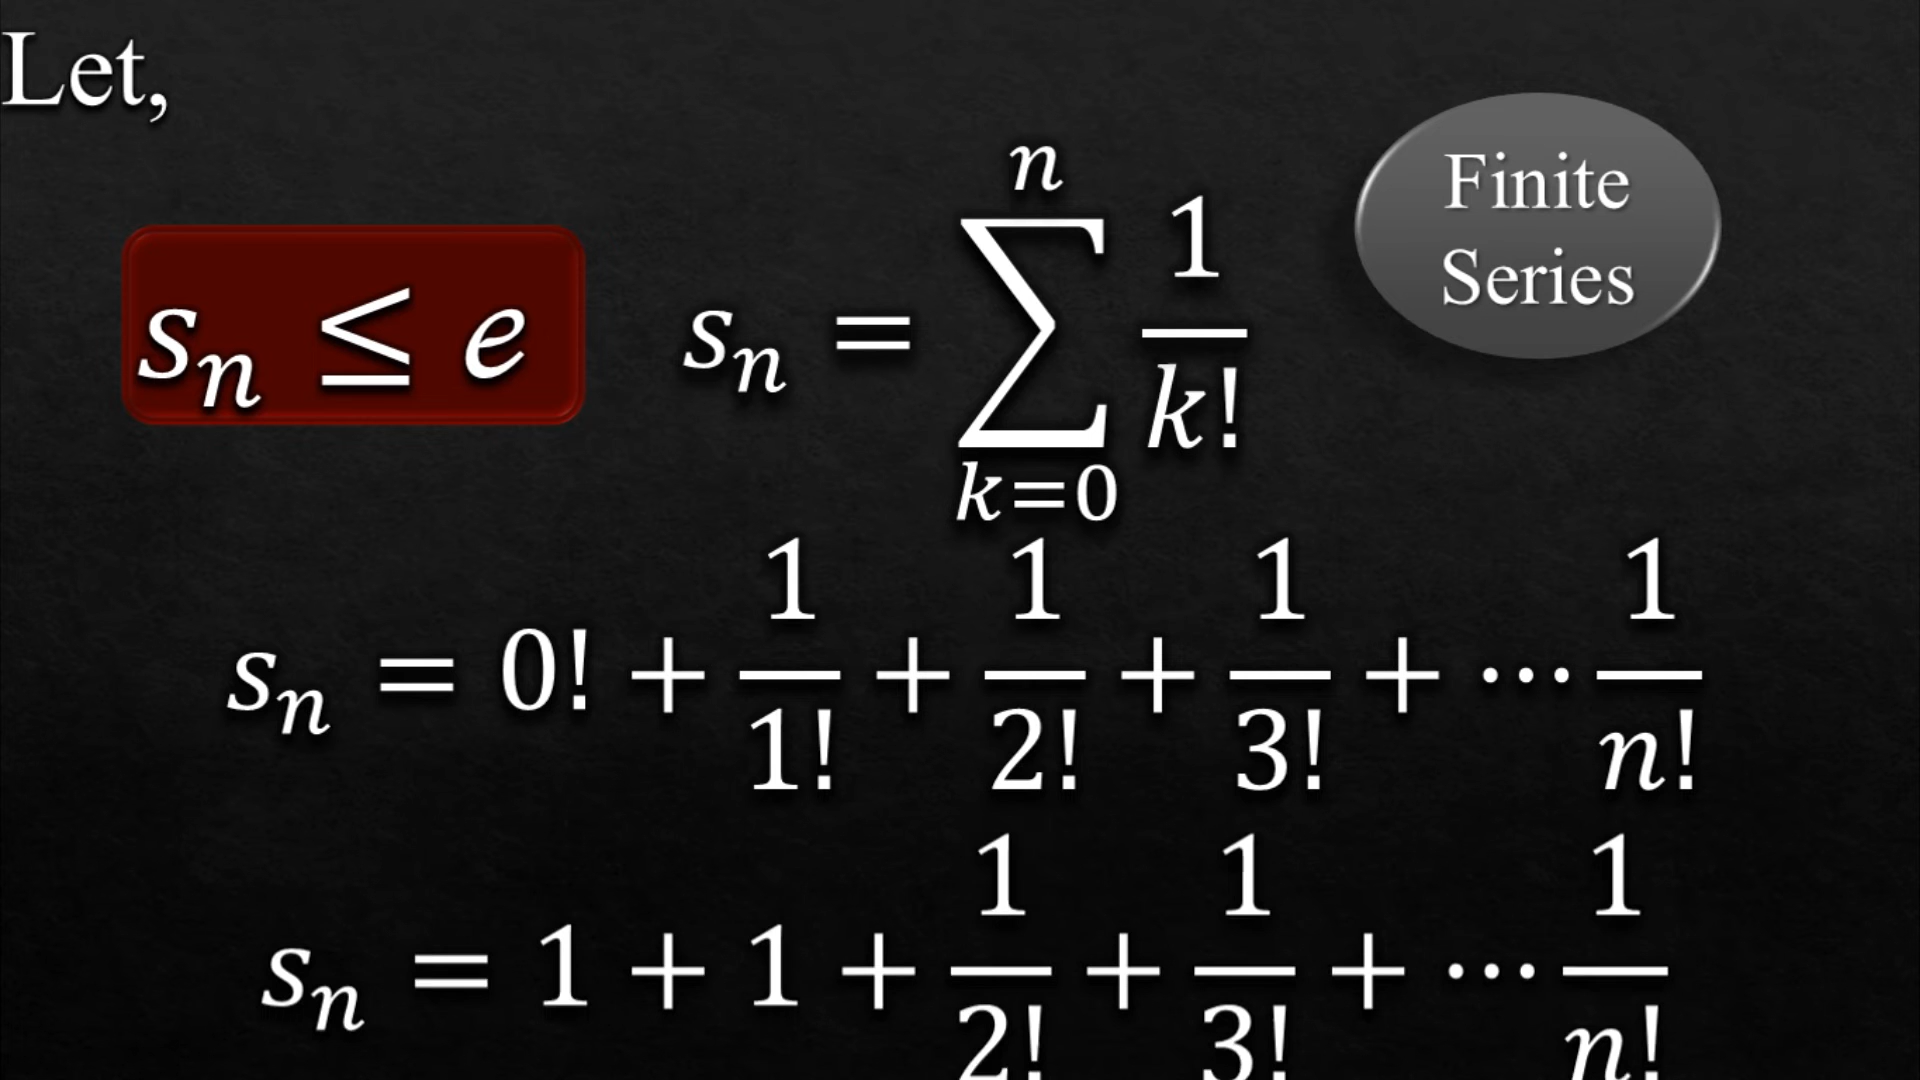 Let,
Finite
Series
sₙ ≤ e
sₙ = ∑ₖ₌₀ⁿ 1/k!
sₙ = 0! + 1/1! + 1/2! + 1/3! + ⋯ 1/n!
sₙ = 1 + 1 + 1/2! + 1/3! + ⋯ 1/n!